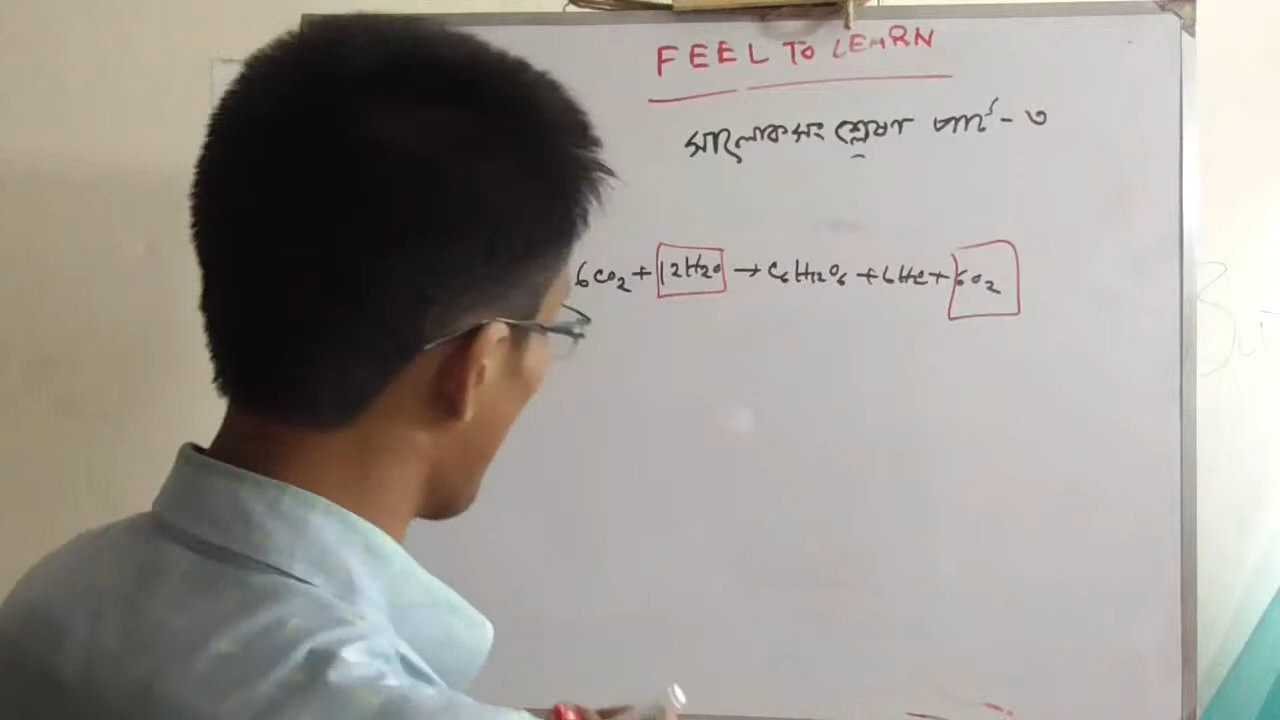 FEEL TO LEARN
সালোকসংশ্লেষণ পার্ট - ৩
6CO2 + 12H2O → C6H12O6 + 6H2O + 6O2